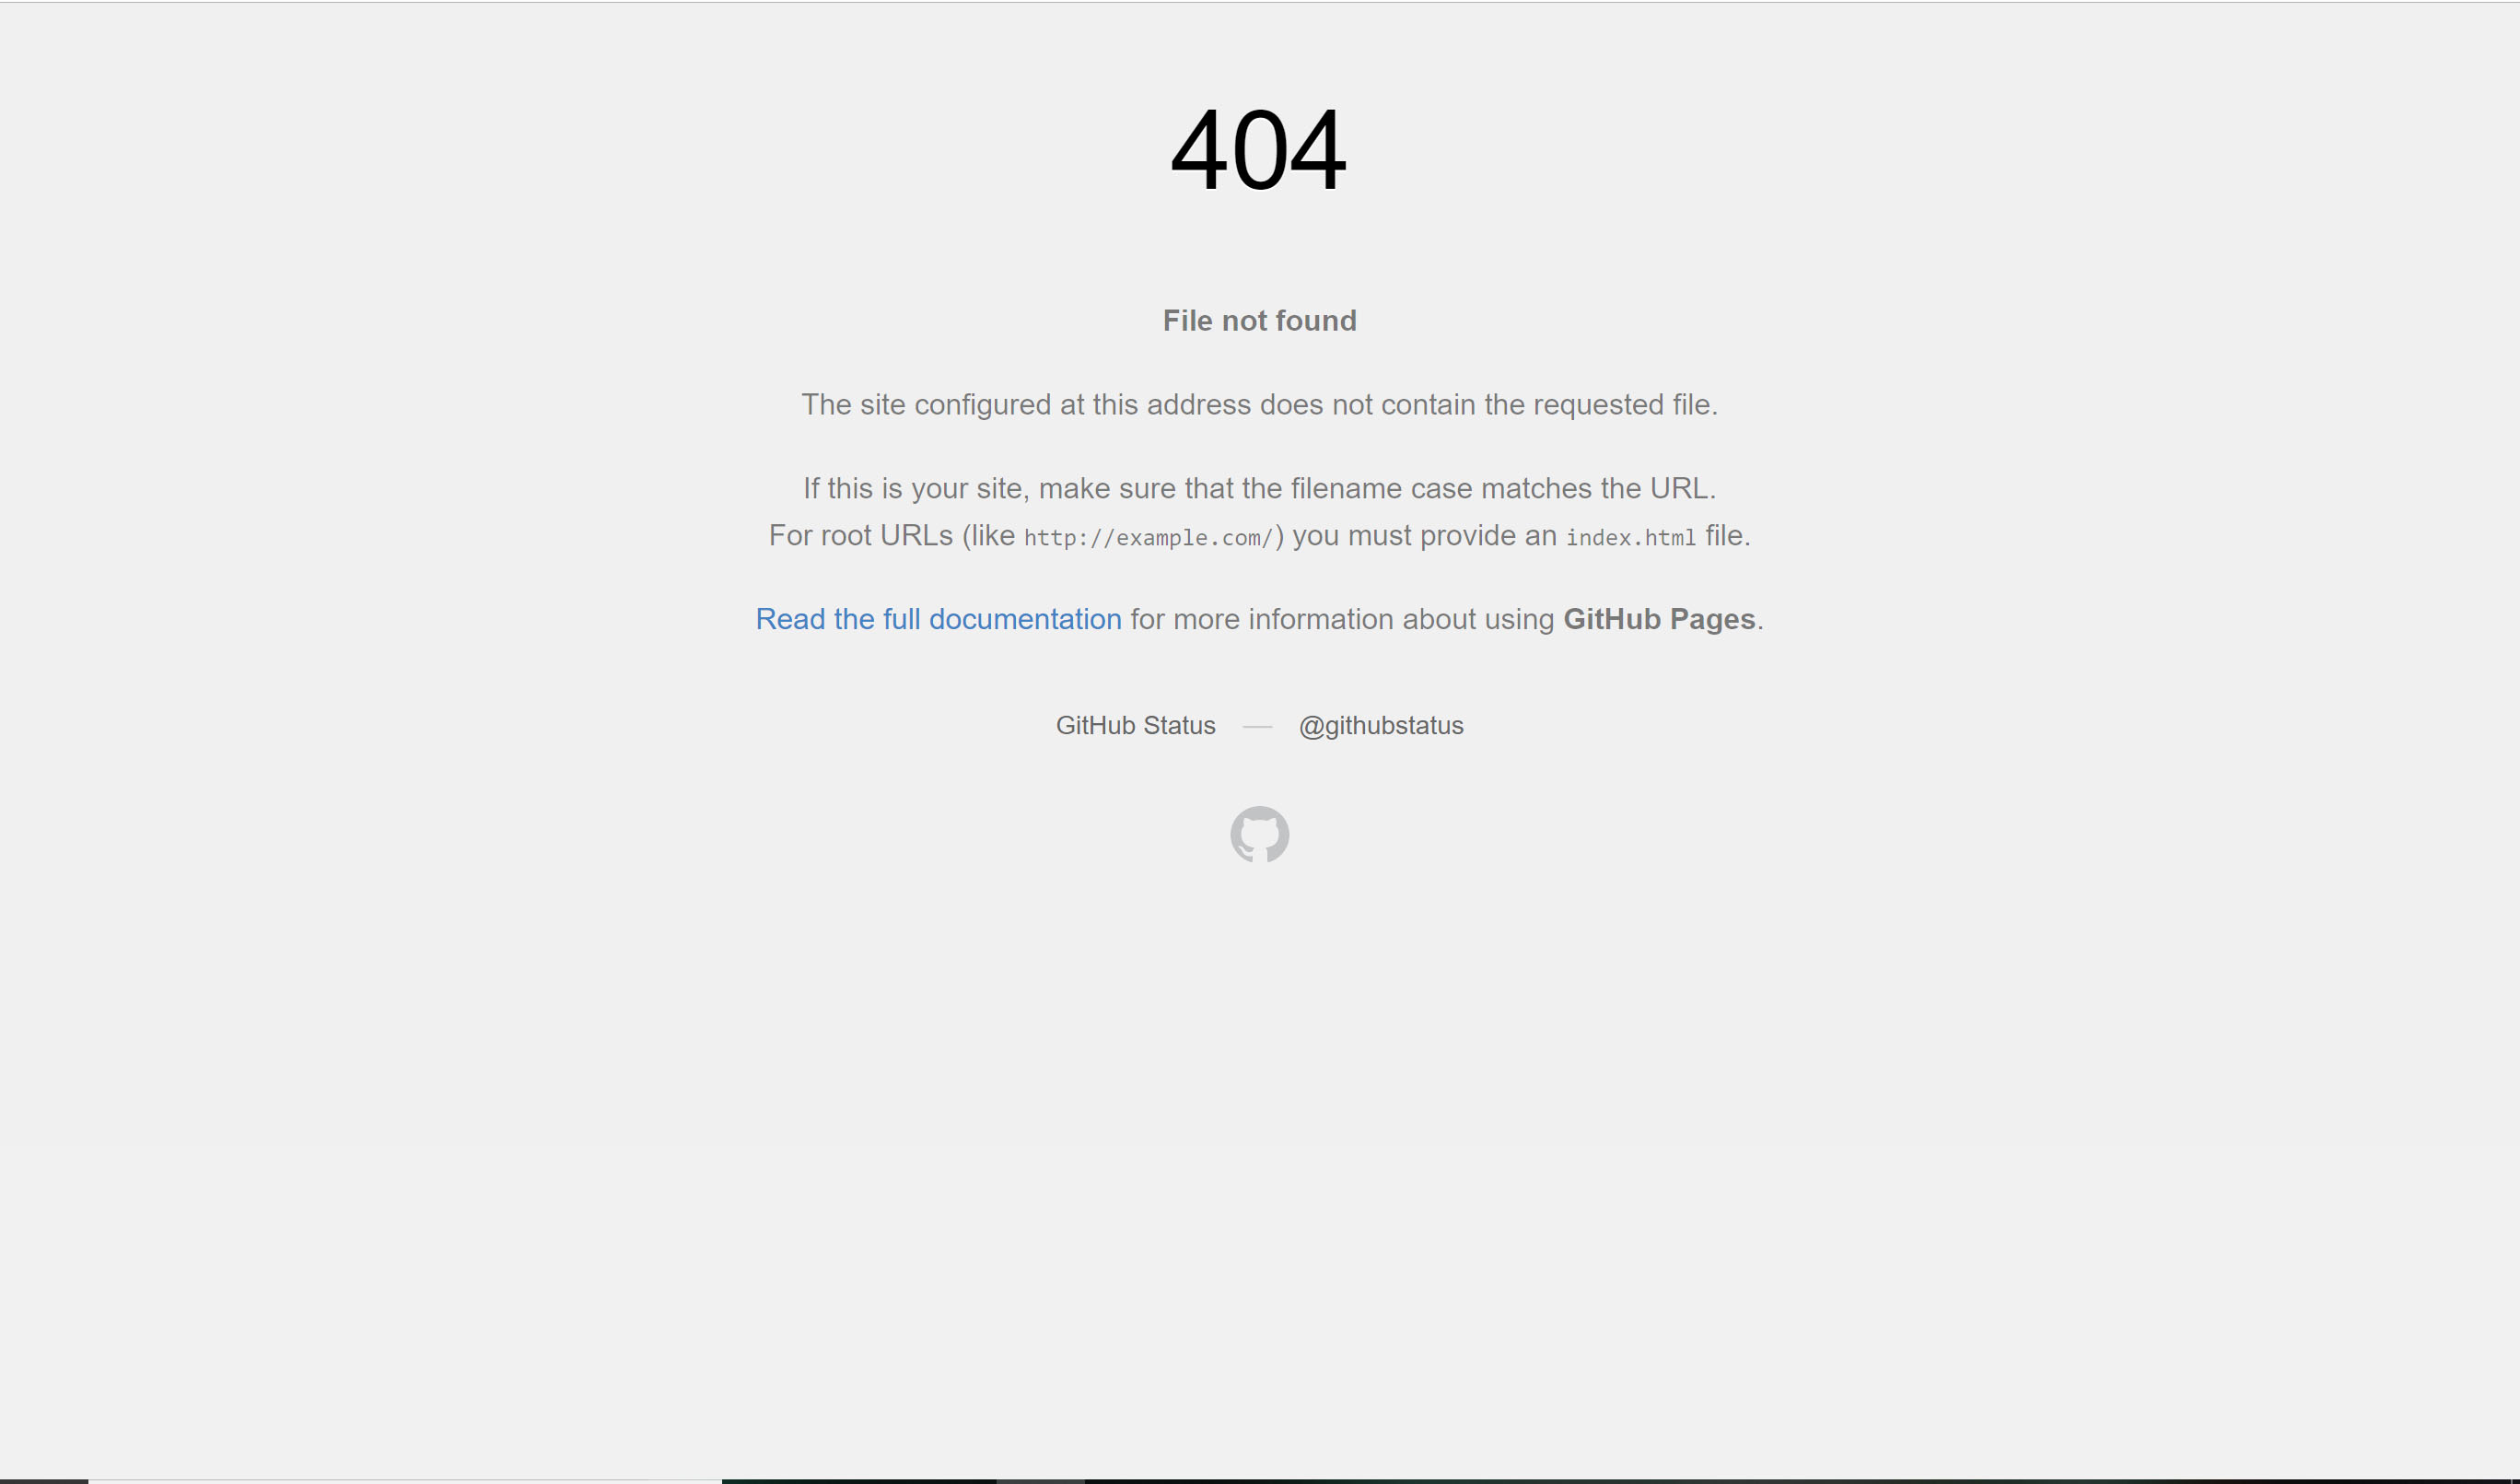 404
File not found
The site configured at this address does not contain the requested file.
If this is your site, make sure that the filename case matches the URL.
For root URLs (like http://example.com/) you must provide an index.html file.
Read the full documentation for more information about using GitHub Pages.
GitHub Status — @githubstatus